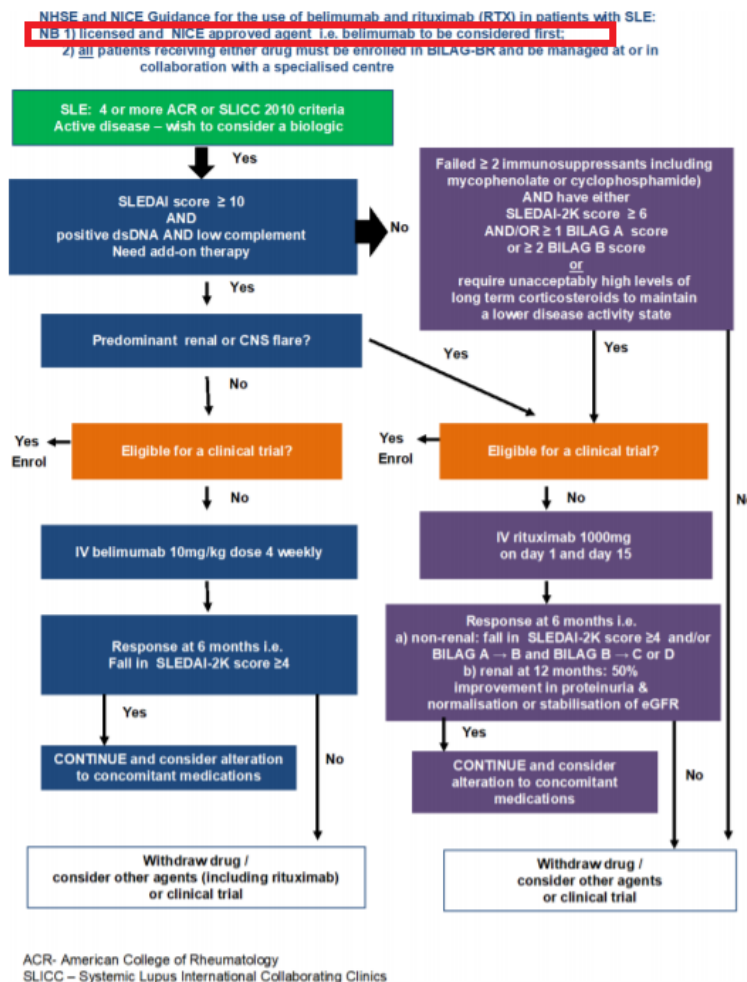 NHSE and NICE Guidance for the use of belimumab and rituximab (RTX) in patients with SLE:
NB 1) licensed and NICE approved agent i.e. belimumab to be considered first;
2) all patients receiving either drug must be enrolled in BILAG-BR and be managed at or in
collaboration with a specialised centre
SLE: 4 or more ACR or SLICC 2010 criteria
Active disease – wish to consider a biologic
Yes
SLEDAI score ≥ 10
AND
positive dsDNA AND low complement
Need add-on therapy
No
Failed ≥ 2 immunosuppressants including
mycophenolate or cyclophosphamide)
AND have either
SLEDAI-2K score ≥ 6
AND/OR ≥ 1 BILAG A score
or ≥ 2 BILAG B score
or
require unacceptably high levels of
long term corticosteroids to maintain
a lower disease activity state
Yes
Predominant renal or CNS flare?
Yes
Yes
No
Yes
Enrol
Eligible for a clinical trial?
Yes
Enrol
Eligible for a clinical trial?
No
No
No
IV belimumab 10mg/kg dose 4 weekly
IV rituximab 1000mg
on day 1 and day 15
Response at 6 months i.e.
Fall in SLEDAI-2K score ≥4
Response at 6 months i.e.
a) non-renal: fall in SLEDAI-2K score ≥4 and/or
BILAG A → B and BILAG B → C or D
b) renal at 12 months: 50%
improvement in proteinuria &
normalisation or stabilisation of eGFR
Yes
No
Yes
No
CONTINUE and consider alteration
to concomitant medications
CONTINUE and consider
alteration to concomitant
medications
Withdraw drug /
consider other agents (including rituximab)
or clinical trial
Withdraw drug /
consider other agents
or clinical trial
ACR- American College of Rheumatology
SLICC – Systemic Lupus International Collaborating Clinics